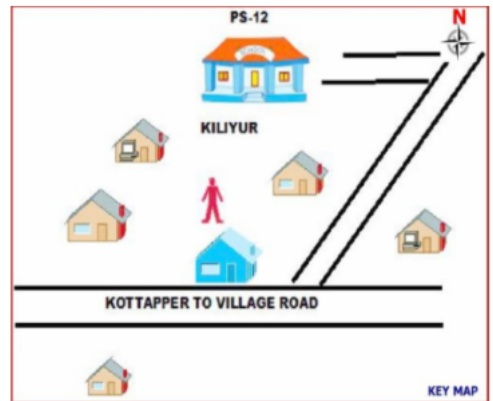 PS-12
N
KILIYUR
KOTTAPPER TO VILLAGE ROAD
KEY MAP